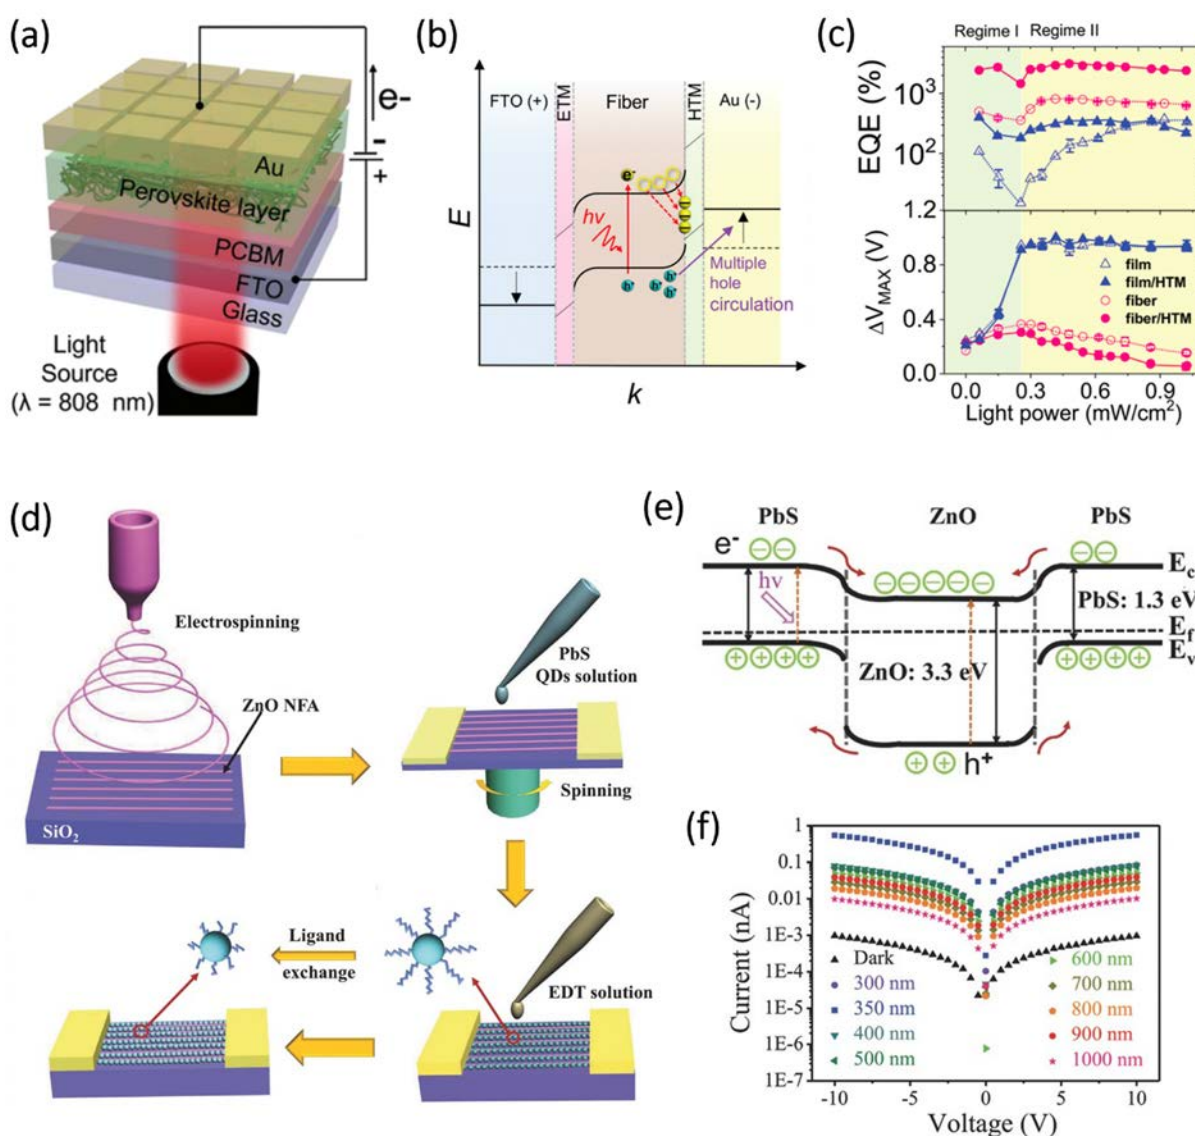 (a)
e-
-
+
Au
Perovskite layer
PCBM
FTO
Glass
Light
Source
(λ = 808 nm)
(b)
FTO (+)
ETM
Fiber
HTM
Au (-)
E
e-
hν
h+
h+
h+
h+
Multiple
hole
circulation
k
(c)
Regime I
Regime II
EQE (%)
10³
10²
1.2
ΔV_MAX (V)
0.8
0.4
0.0
film
film/HTM
fiber
fiber/HTM
0.0 0.3 0.6 0.9
Light power (mW/cm²)
(d)
Electrospinning
ZnO NFA
SiO₂
PbS
QDs solution
Spinning
Ligand
exchange
EDT solution
(e)
PbS ZnO PbS
e-
hv
E_c
PbS: 1.3 eV
E_f
E_v
ZnO: 3.3 eV
h+
(f)
Current (nA)
1
0.1
0.01
1E-3
1E-4
1E-5
1E-6
1E-7
Dark
300 nm
350 nm
400 nm
500 nm
600 nm
700 nm
800 nm
900 nm
1000 nm
-10 -5 0 5 10
Voltage (V)